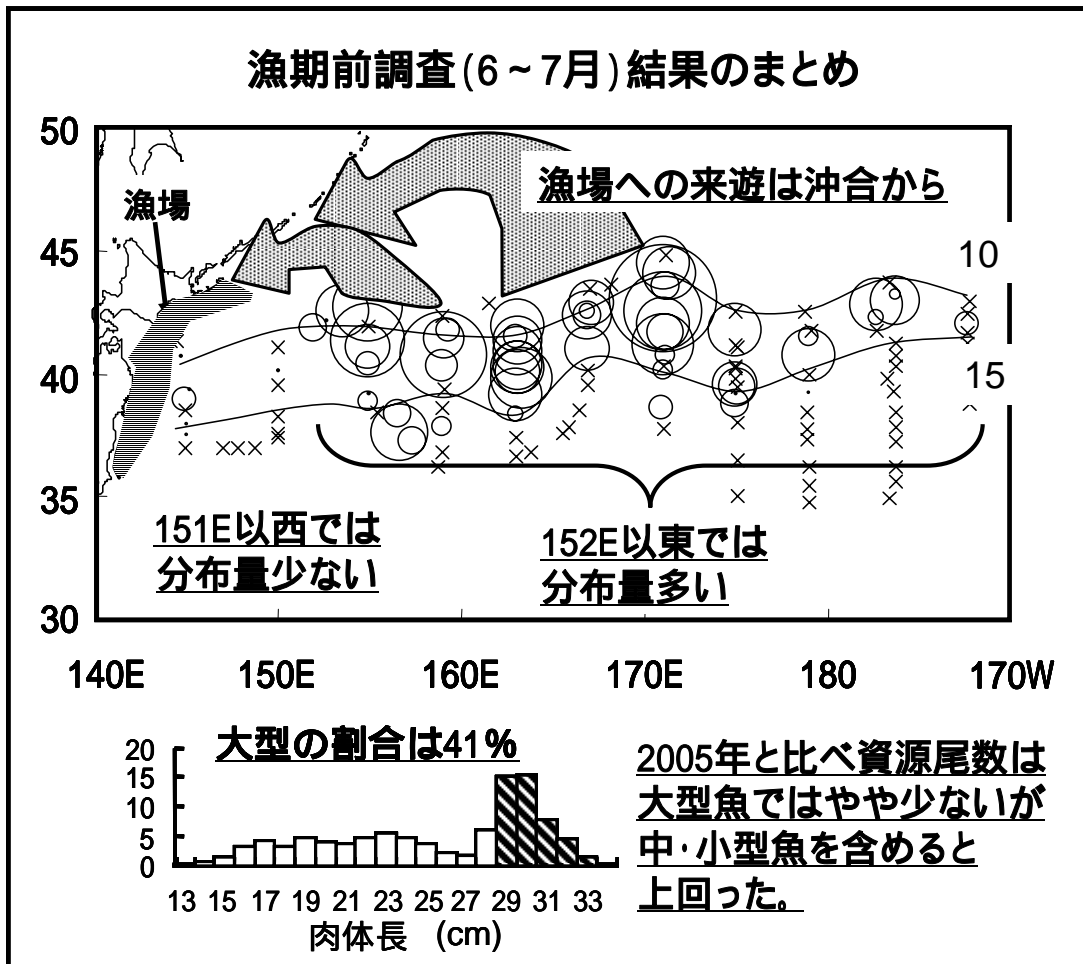 漁期前調査(6～7月)結果のまとめ
50
45
40
35
30
漁場
漁場への来遊は沖合から
10
15
151E以西では
分布量少ない
152E以東では
分布量多い
140E 150E 160E 170E 180 170W
大型の割合は41%
20
15
10
5
0
13 15 17 19 21 23 25 27 29 31 33
肉体長 (cm)
2005年と比べ資源尾数は
大型魚ではやや少ないが
中･小型魚を含めると
上回った。